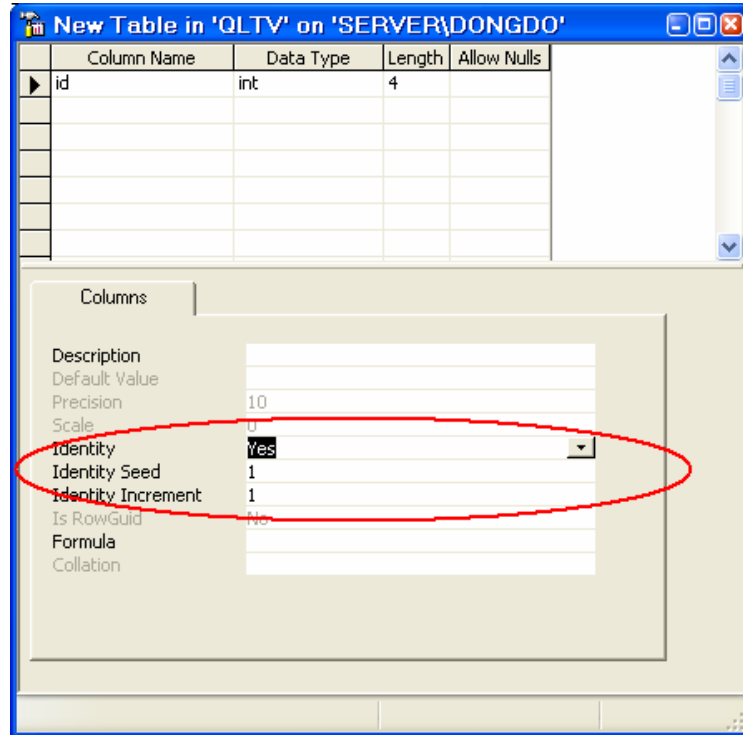 New Table in 'QLTV' on 'SERVER\DONGDO'
Column Name Data Type Length Allow Nulls
id int 4
Columns
Description
Default Value
Precision 10
Scale 0
Identity Yes
Identity Seed 1
Identity Increment 1
Is RowGuid No
Formula
Collation